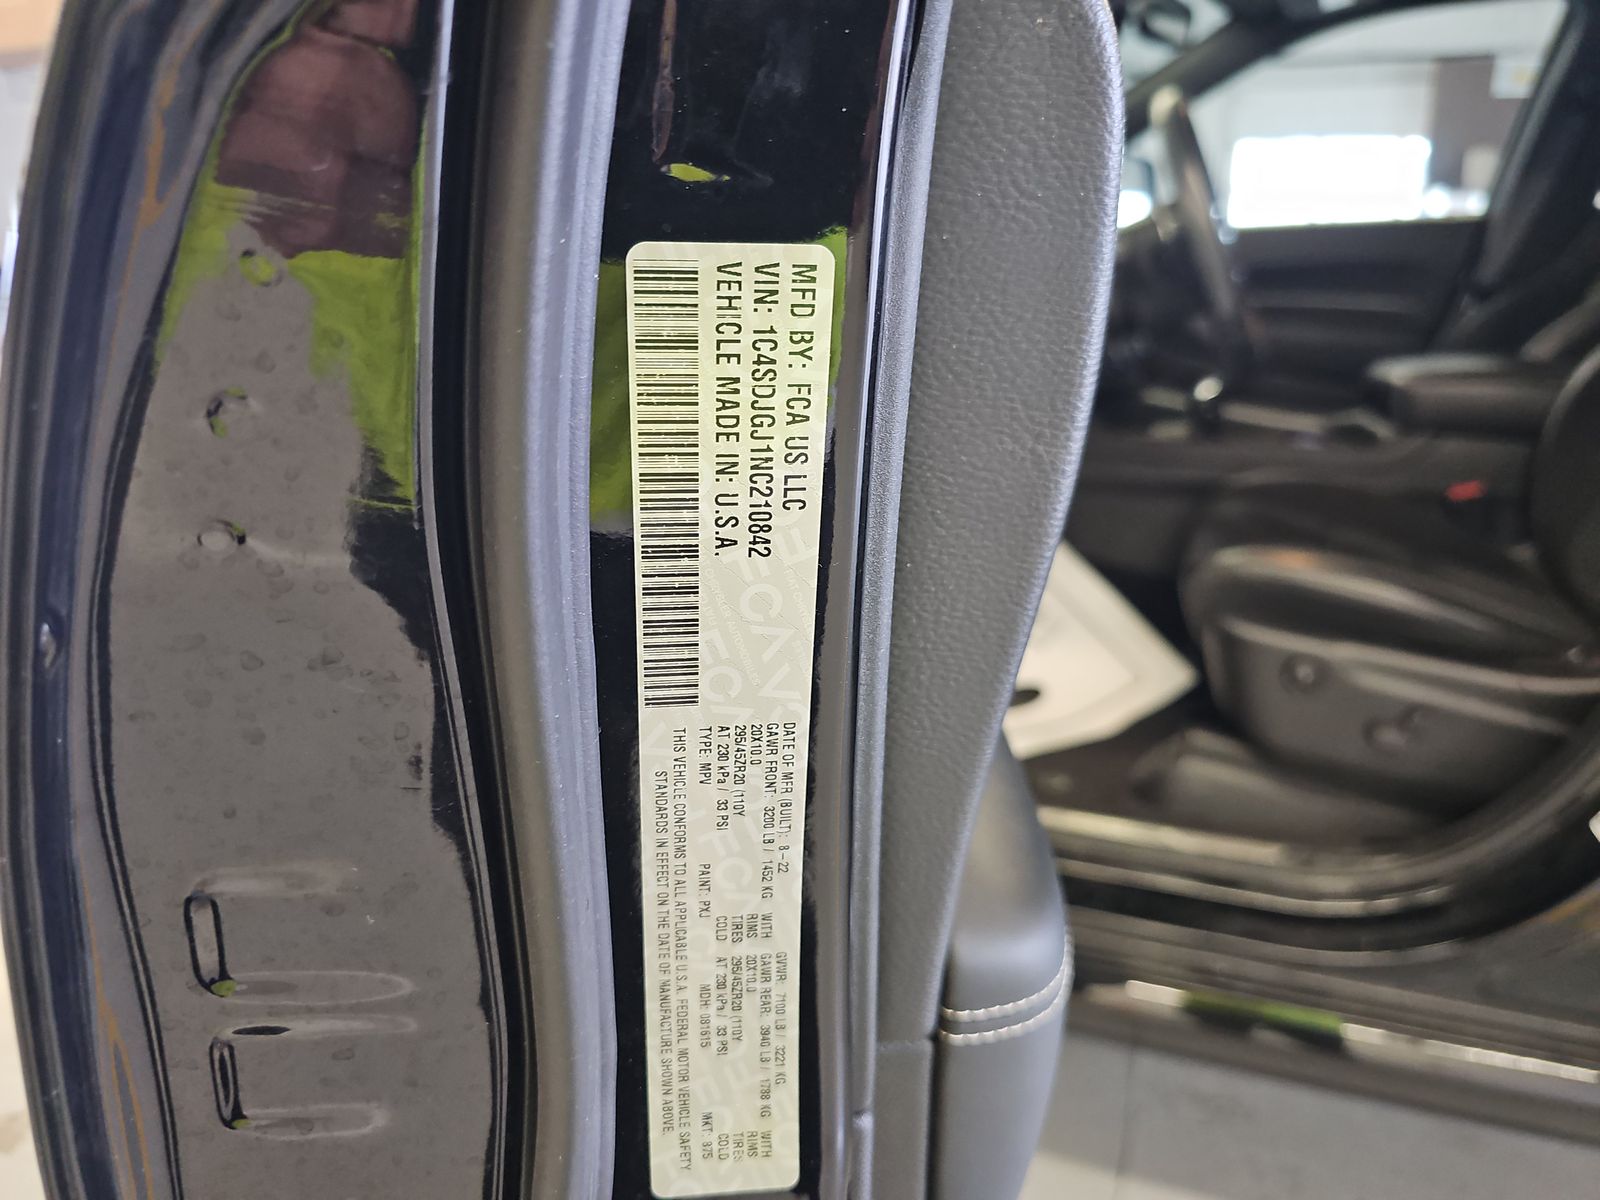 MFD BY: FCA US LLC
VIN: 1C4SDJGJ1NC210842
VEHICLE MADE IN: U.S.A.
DATE OF MFR (BUILT): 8-22 GVWR: 7100 LB / 3221 KG
GAWR FRONT: 3200 LB / 1452 KG WITH GAWR REAR: 3940 LB / 1788 KG WITH
20X10.0 RIMS 20X10.0 RIMS
295/45ZR20 (110Y TIRES 295/45ZR20 (110Y TIRES
AT 230 kPa / 33 PSI COLD AT 230 kPa / 33 PSI COLD
TYPE: MPV PAINT: PXJ MDH: 081615 MKT: 975
THIS VEHICLE CONFORMS TO ALL APPLICABLE U.S.A. FEDERAL MOTOR VEHICLE SAFETY
STANDARDS IN EFFECT ON THE DATE OF MANUFACTURE SHOWN ABOVE.